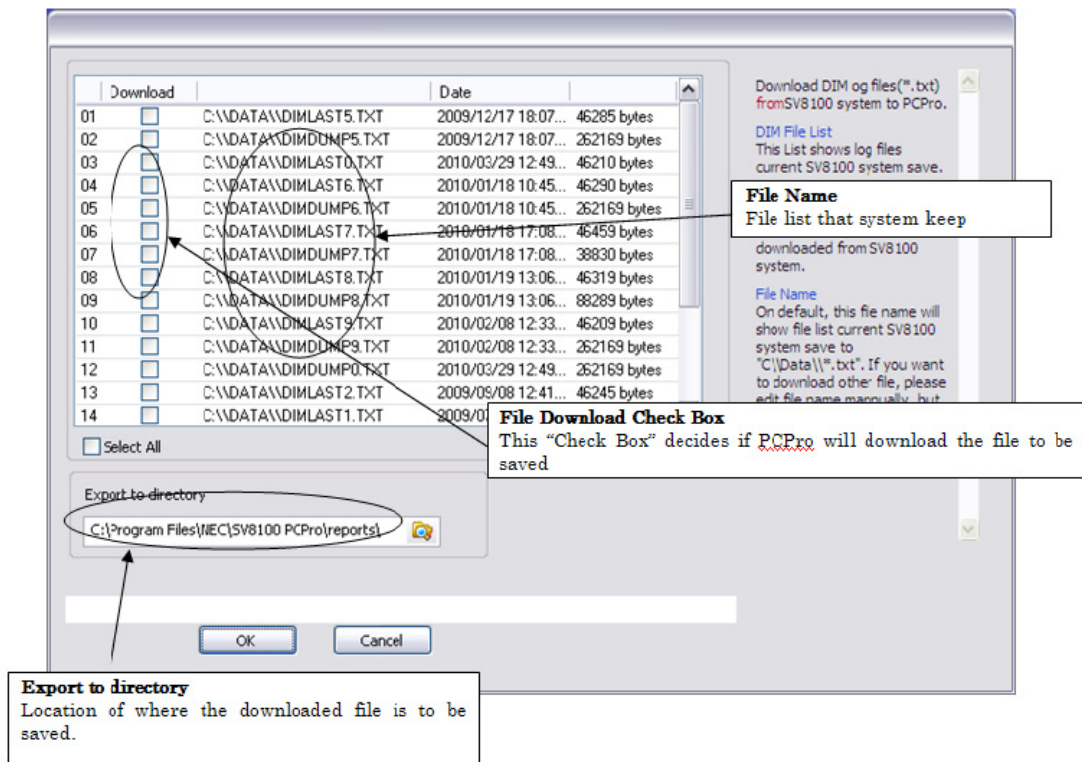 Download Date
01 C:\\DATA\\DIMLAST5.TXT 2009/12/17 18:07... 46285 bytes
02 C:\\DATA\\DIMDUMP5.TXT 2009/12/17 18:07... 262169 bytes
03 C:\\DATA\\DIMLAST0.TXT 2010/03/29 12:49... 46210 bytes
04 C:\\DATA\\DIMLAST6.TXT 2010/01/18 10:45... 46290 bytes
05 C:\\DATA\\DIMDUMP6.TXT 2010/01/18 10:45... 262169 bytes
06 C:\\DATA\\DIMLAST7.TXT 2010/01/18 17:08... 46459 bytes
07 C:\\DATA\\DIMDUMP7.TXT 2010/01/18 17:08... 38830 bytes
08 C:\\DATA\\DIMLAST8.TXT 2010/01/19 13:06... 46319 bytes
09 C:\\DATA\\DIMDUMP8.TXT 2010/01/19 13:06... 88289 bytes
10 C:\\DATA\\DIMLAST9.TXT 2010/02/08 12:33... 46209 bytes
11 C:\\DATA\\DIMDUMP9.TXT 2010/02/08 12:33... 262169 bytes
12 C:\\DATA\\DIMDUMP0.TXT 2010/03/29 12:49... 262169 bytes
13 C:\\DATA\\DIMLAST2.TXT 2009/09/08 12:41... 46245 bytes
14 C:\\DATA\\DIMLAST1.TXT
Select All
Export to directory
C:\Program Files\NEC\SV8100 PCPro\reports\
OK Cancel
Download DIM og files(*.txt)
fromSV8100 system to PCPro.
DIM File List
This List shows log files
current SV8100 system save.
File Name
File list that system keep
downloaded from SV8100
system.
File Name
On default, this file name will
show file list current SV8100
system save to
"C\\Data\\*.txt". If you want
to download other file, please
edit file name mannually, but
File Download Check Box
This “Check Box” decides if PCPro will download the file to be
saved
Export to directory
Location of where the downloaded file is to be
saved.